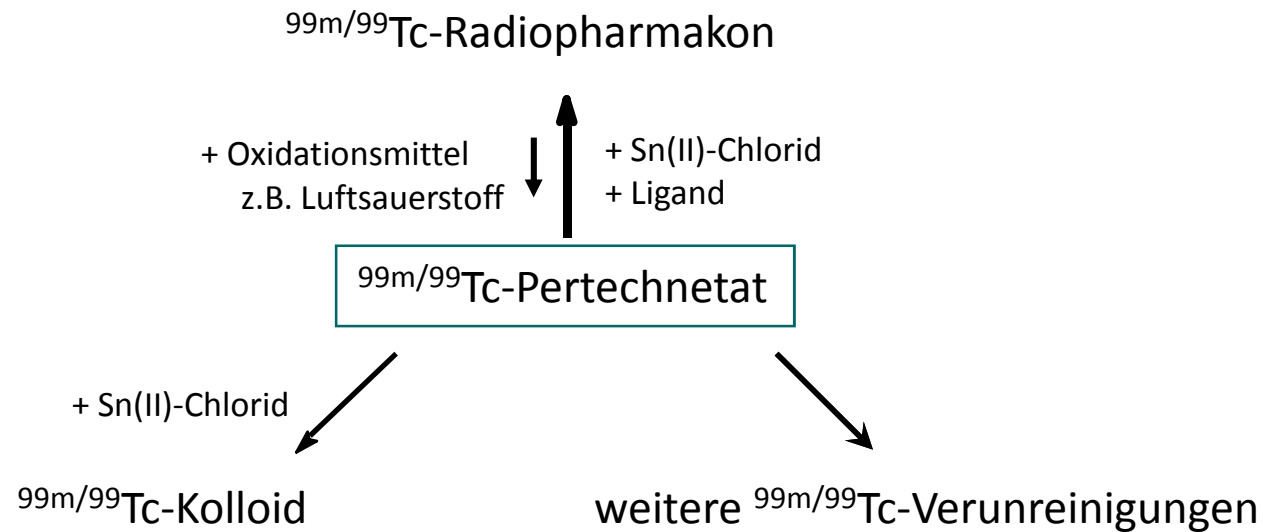 99m/99Tc-Radiopharmakon
+ Oxidationsmittel
z.B. Luftsauerstoff
+ Sn(II)-Chlorid
+ Ligand
99m/99Tc-Pertechnetat
+ Sn(II)-Chlorid
99m/99Tc-Kolloid
weitere 99m/99Tc-Verunreinigungen